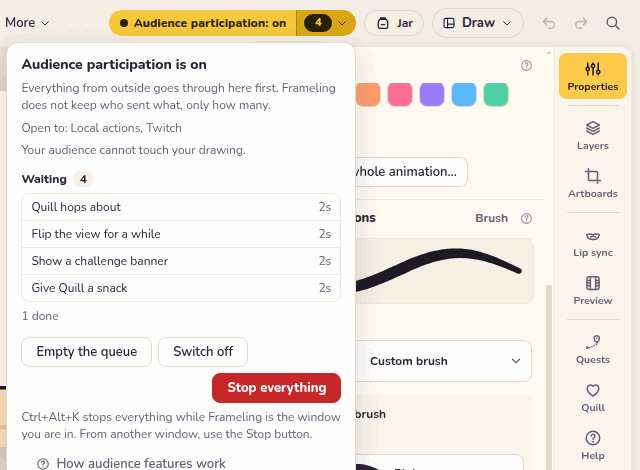 More
Audience participation: on
4
Jar
Draw
Audience participation is on
Everything from outside goes through here first. Frameling
does not keep who sent what, only how many.
Open to: Local actions, Twitch
Your audience cannot touch your drawing.
Waiting 4
Quill hops about 2s
Flip the view for a while 2s
Show a challenge banner 2s
Give Quill a snack 2s
1 done
Empty the queue
Switch off
Stop everything
Ctrl+Alt+K stops everything while Frameling is the window
you are in. From another window, use the Stop button.
How audience features work
whole animation...
Brush
Custom brush
brush
Properties
Layers
Artboards
Lip sync
Preview
Quests
Quill
Help